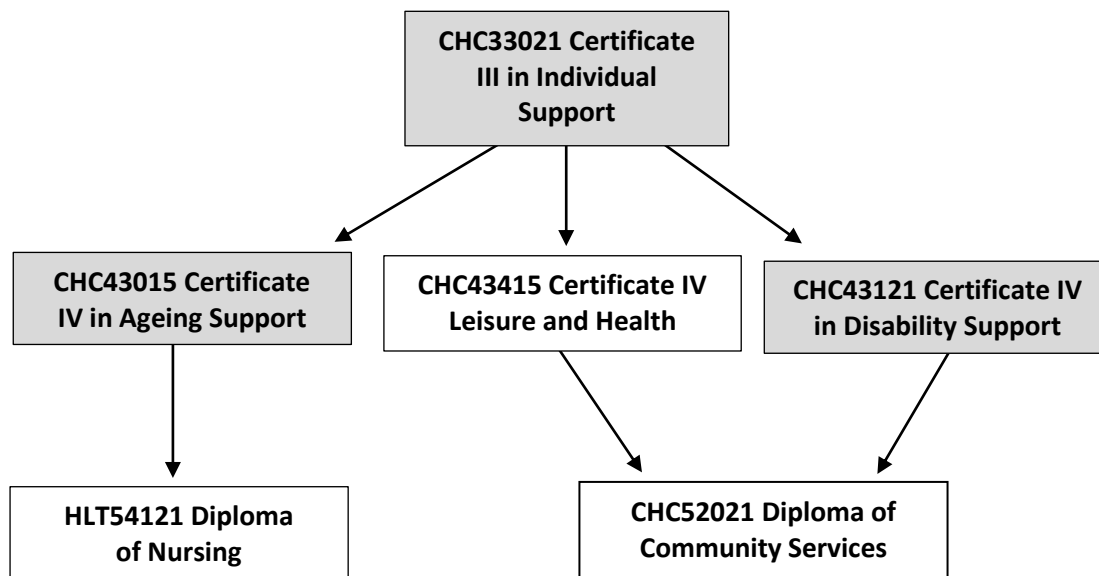 CHC33021 Certificate
III in Individual
Support
CHC43015 Certificate
IV in Ageing Support
CHC43415 Certificate IV
Leisure and Health
CHC43121 Certificate IV
in Disability Support
HLT54121 Diploma
of Nursing
CHC52021 Diploma of
Community Services